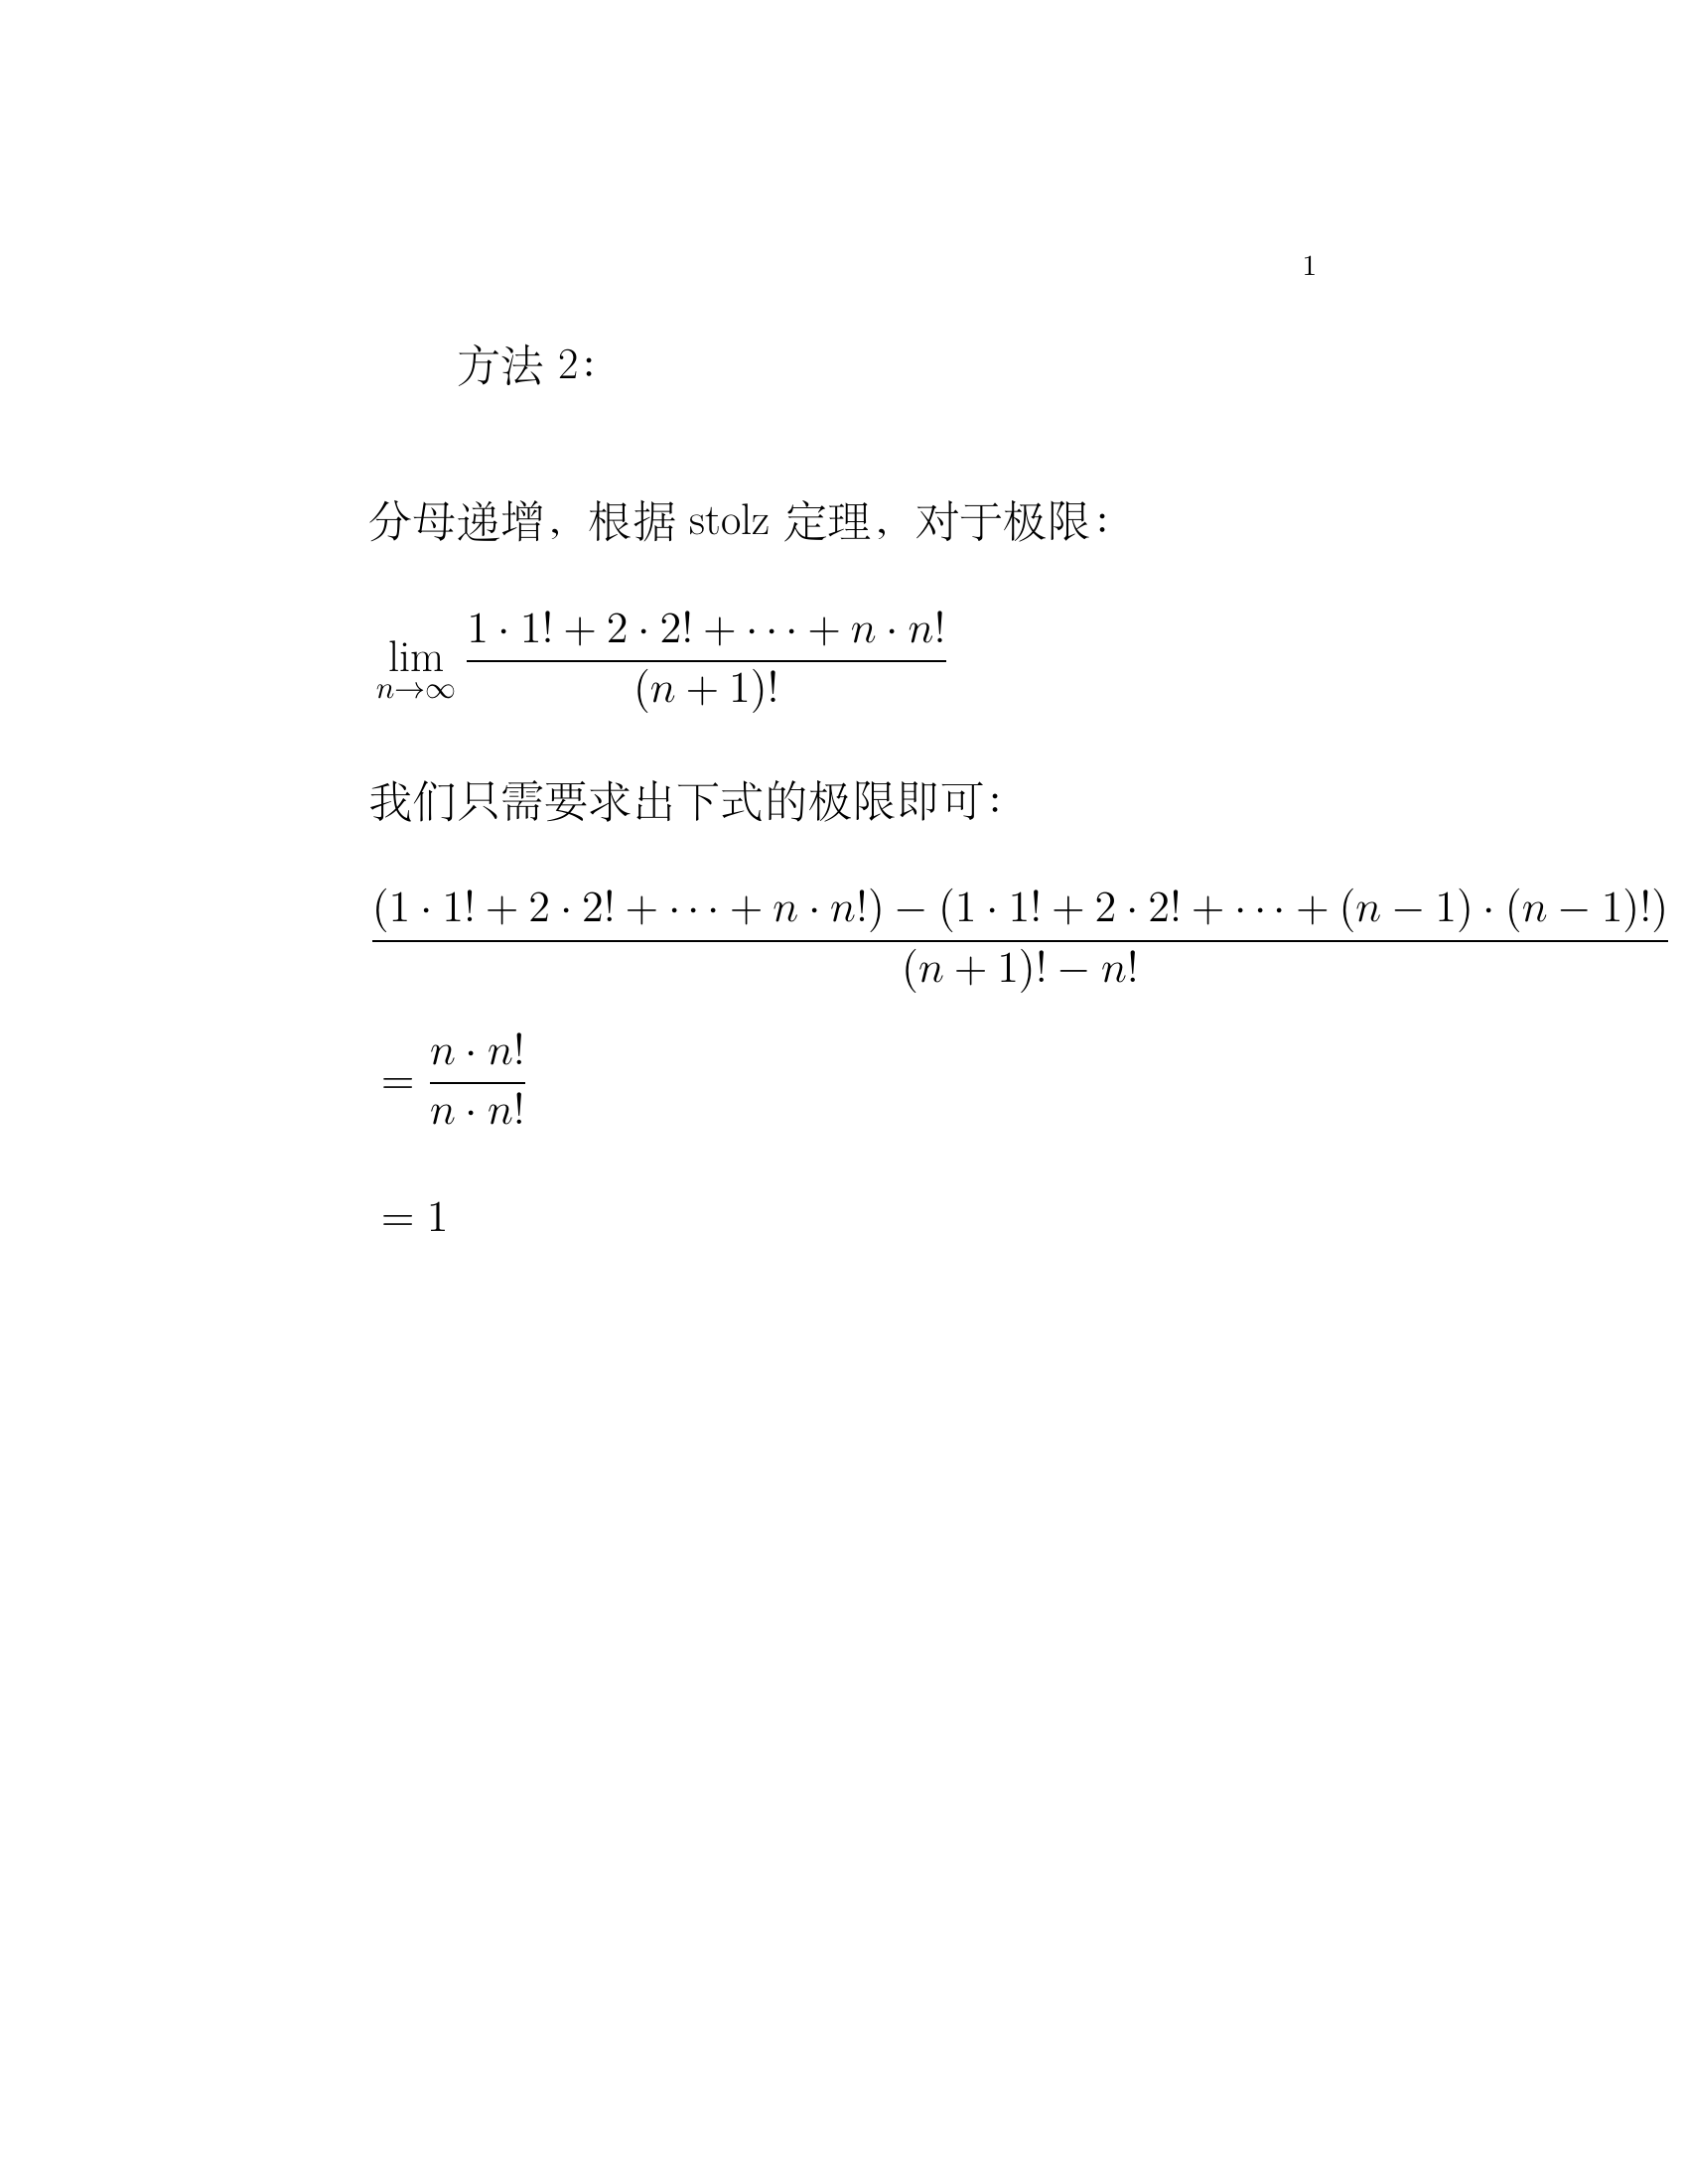 1
方法 2：
分母递增，根据 stolz 定理，对于极限：
$\lim_{n \to \infty} \frac{1 \cdot 1! + 2 \cdot 2! + \cdots + n \cdot n!}{(n+1)!}$
我们只需要求出下式的极限即可：
$\frac{(1 \cdot 1! + 2 \cdot 2! + \cdots + n \cdot n!) - (1 \cdot 1! + 2 \cdot 2! + \cdots + (n-1) \cdot (n-1)!)}{(n+1)! - n!}$
$= \frac{n \cdot n!}{n \cdot n!}$
$= 1$